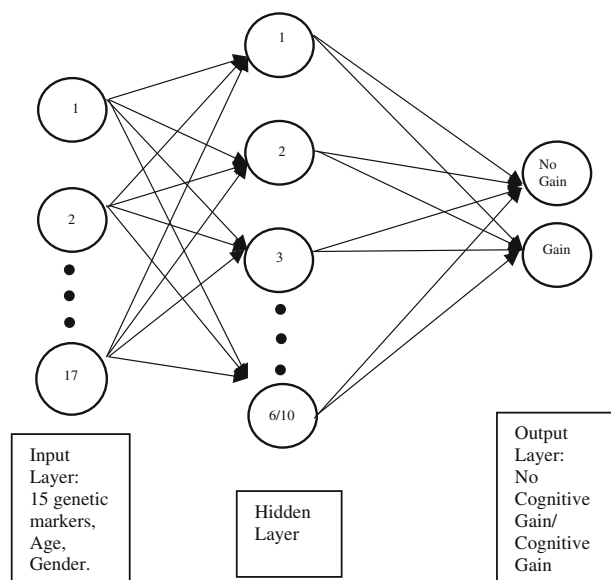 1
2
17
1
2
3
6/10
No
Gain
Gain
Input
Layer:
15 genetic
markers,
Age,
Gender.
Hidden
Layer
Output
Layer:
No
Cognitive
Gain/
Cognitive
Gain